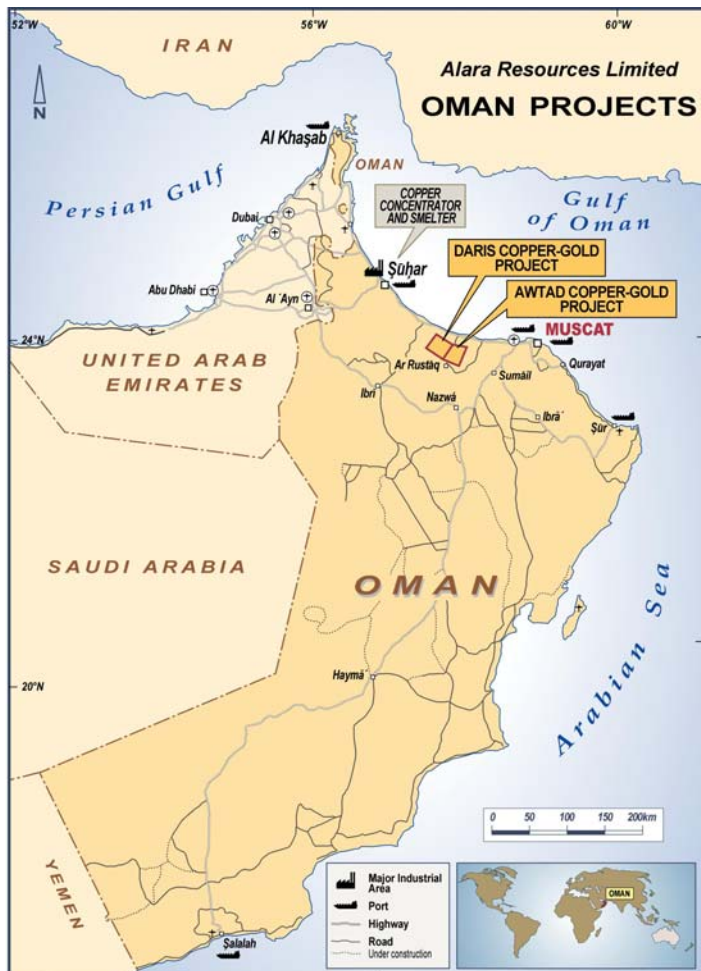 52°W
56°W
60°W
IRAN
Alara Resources Limited
OMAN PROJECTS
N
Al Khaşab
OMAN
Persian Gulf
COPPER
CONCENTRATOR
AND SMELTER
Gulf
of Oman
Dubai
DARIS COPPER-GOLD
PROJECT
Şūḩar
Abu Dhabi
Al `Ayn
AWTAD COPPER-GOLD
PROJECT
24°N
MUSCAT
UNITED ARAB
EMIRATES
Ar Rustāq
Sumāil
Qurayat
Ibrī
Nazwá
Ibrā´
Şūr
SAUDI ARABIA
OMAN
Arabian Sea
20°N
Haymā´
0 50 100 150 200km
YEMEN
Major Industrial
Area
Port
Highway
Road
Under construction
OMAN
Şalalah